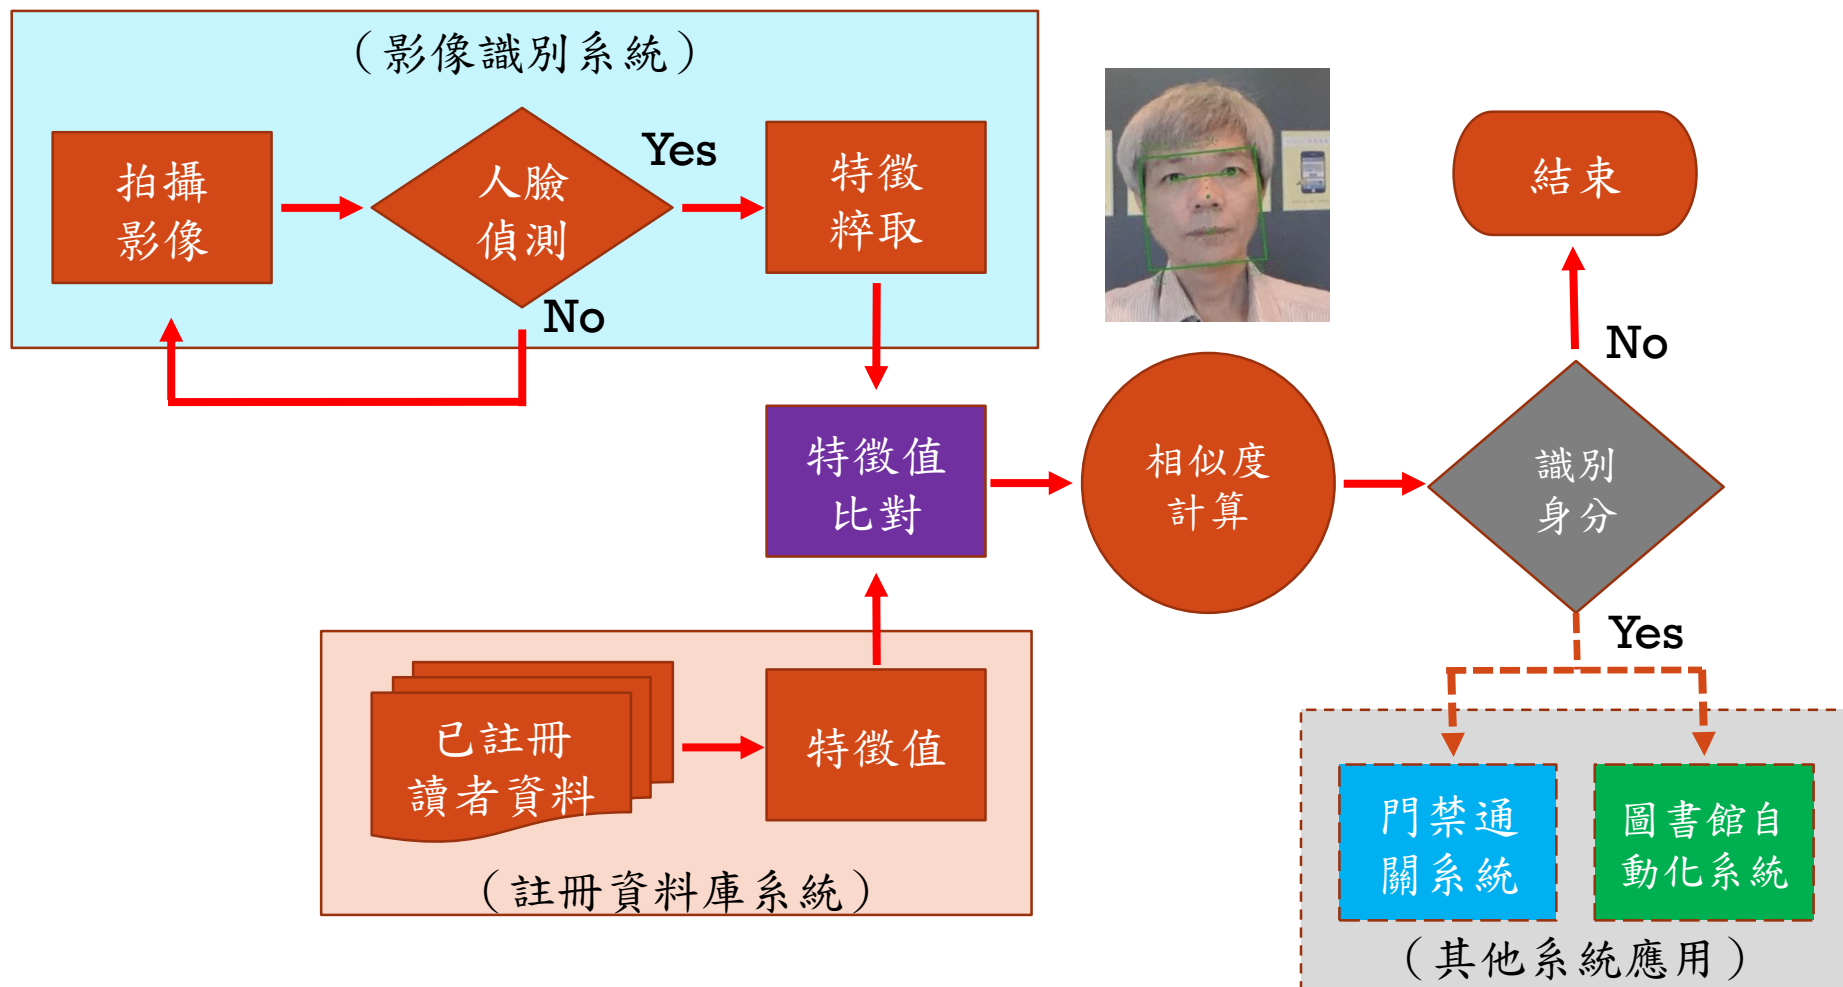 （影像識別系統）
拍攝
影像
人臉
偵測
Yes
No
特徵
粹取
特徵值
比對
已註冊
讀者資料
特徵值
（註冊資料庫系統）
相似度
計算
識別
身分
No
結束
Yes
門禁通
關系統
圖書館自
動化系統
（其他系統應用）